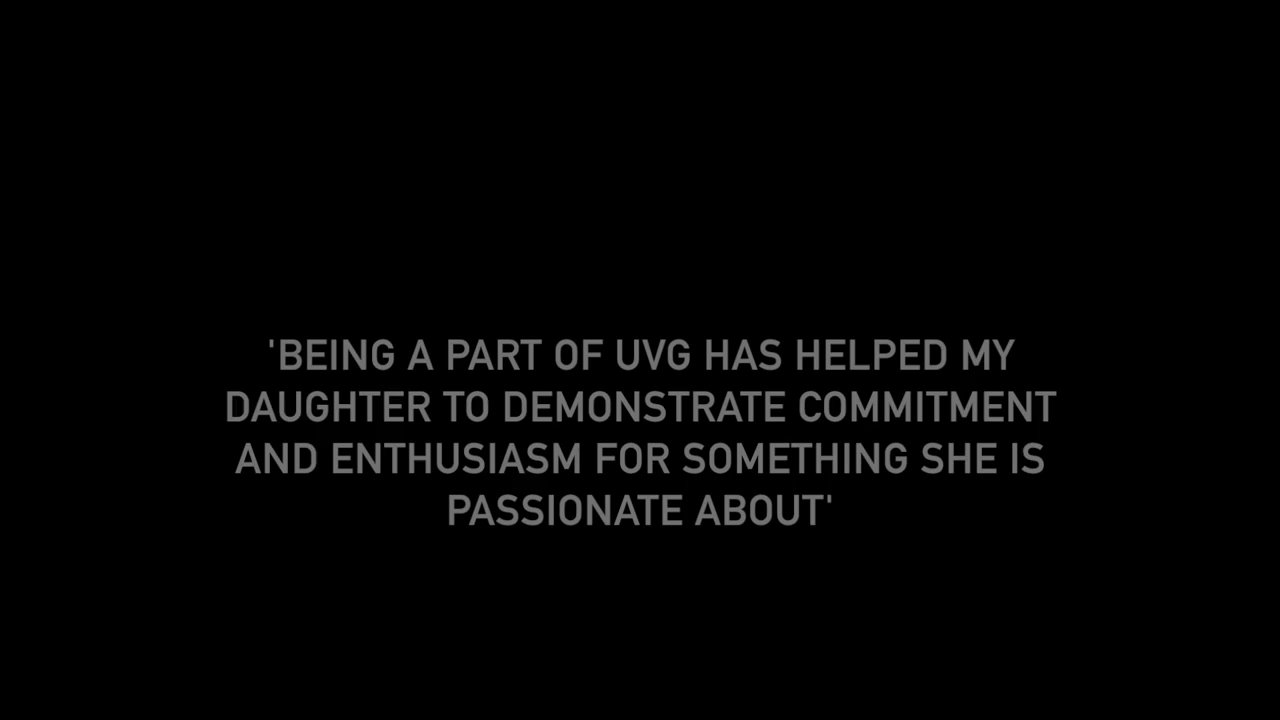 'BEING A PART OF UVG HAS HELPED MY
DAUGHTER TO DEMONSTRATE COMMITMENT
AND ENTHUSIASM FOR SOMETHING SHE IS
PASSIONATE ABOUT'